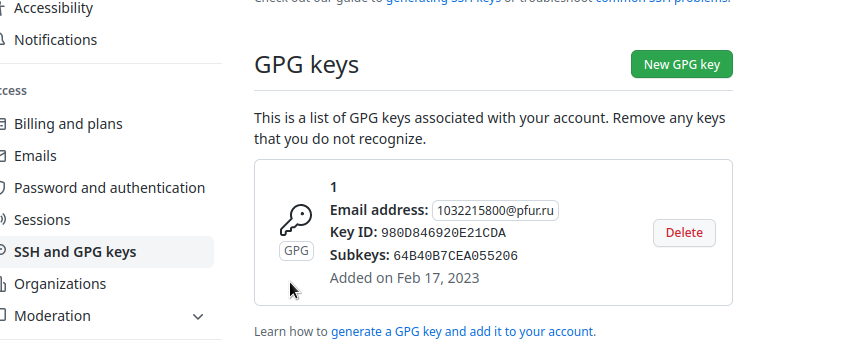 Accessibility
Notifications
ccess
Billing and plans
Emails
Password and authentication
Sessions
SSH and GPG keys
Organizations
Moderation
Check out our guide to generating SSH keys or troubleshoot common SSH problems.
GPG keys
New GPG key
This is a list of GPG keys associated with your account. Remove any keys
that you do not recognize.
1
Email address: 1032215800@pfur.ru
Key ID: 980D846920E21CDA
GPG
Subkeys: 64B40B7CEA055206
Added on Feb 17, 2023
Delete
Learn how to generate a GPG key and add it to your account.